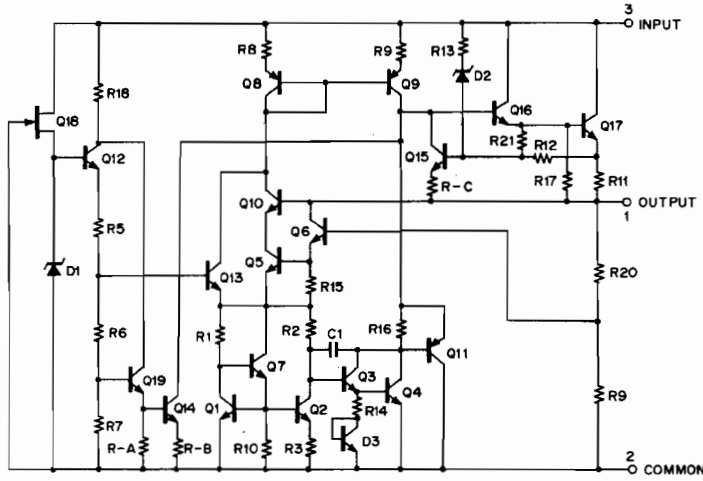 3
INPUT
R8
R9
R13
Q8
Q9
D2
R18
Q18
Q16
Q17
R21
R12
Q12
Q15
R-C
R17
R11
OUTPUT
1
Q10
Q6
R5
Q5
R20
D1
Q13
R15
R6
R1
R2
C1
R16
Q11
Q7
Q19
Q14
Q1
Q2
Q3
Q4
R9
R14
R7
R-A
R-B
R10
R3
D3
2
COMMON